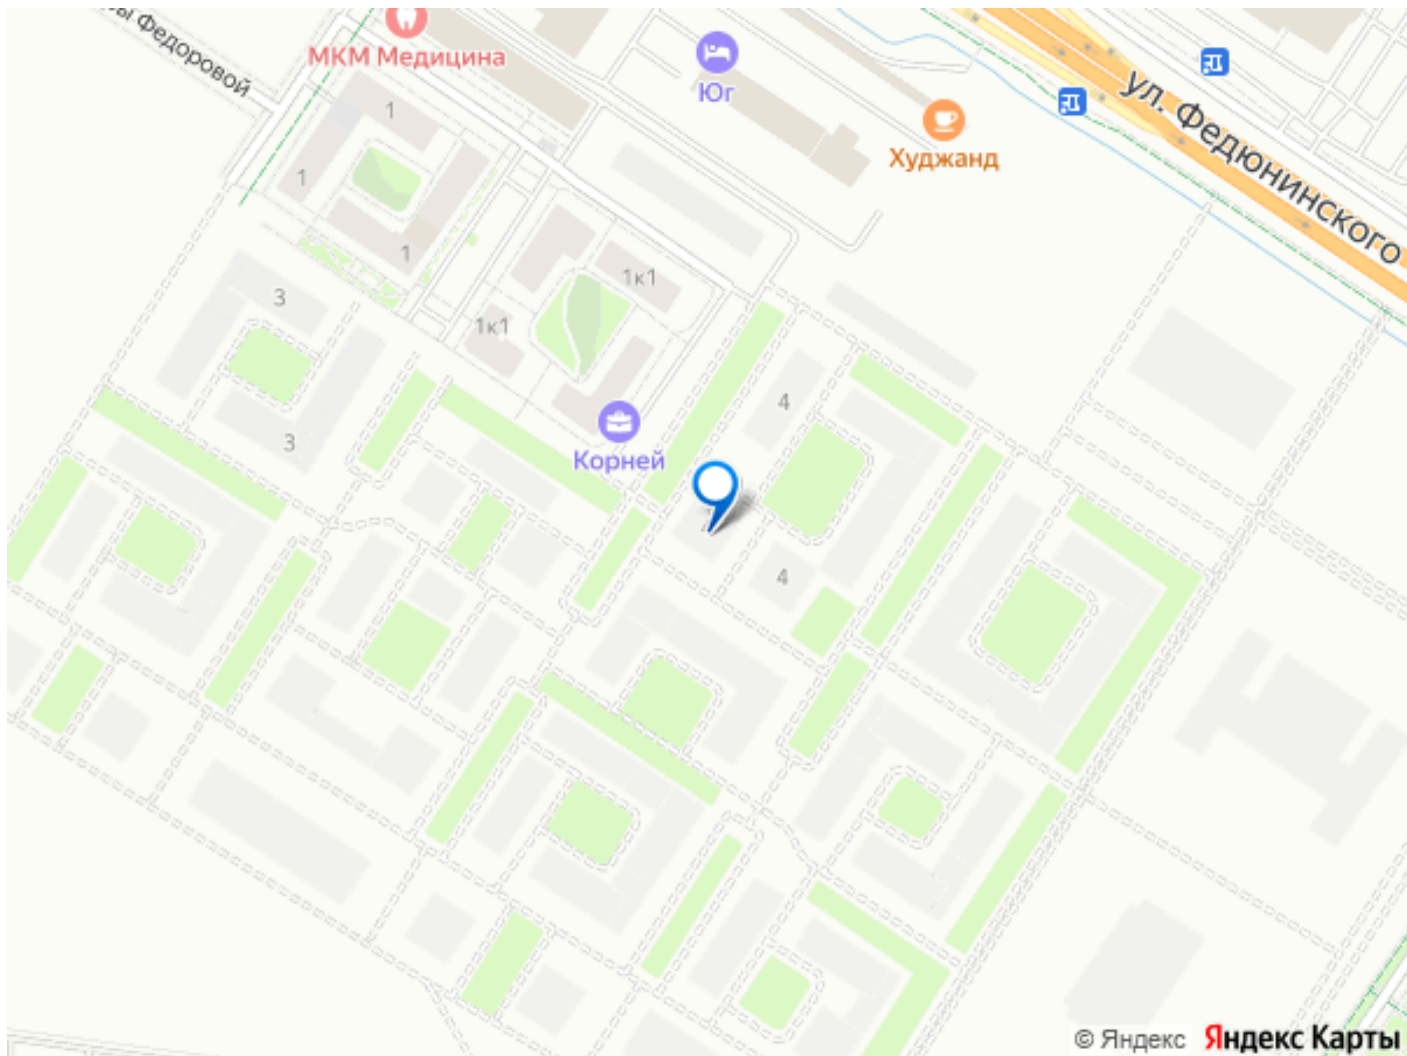 МКМ Медицина
Федоровой
Юг
ул. Федюнинского
Худжанд
1
1
1
1к1
3
1к1
4
3
Корней
4
© Яндекс Яндекс Карты